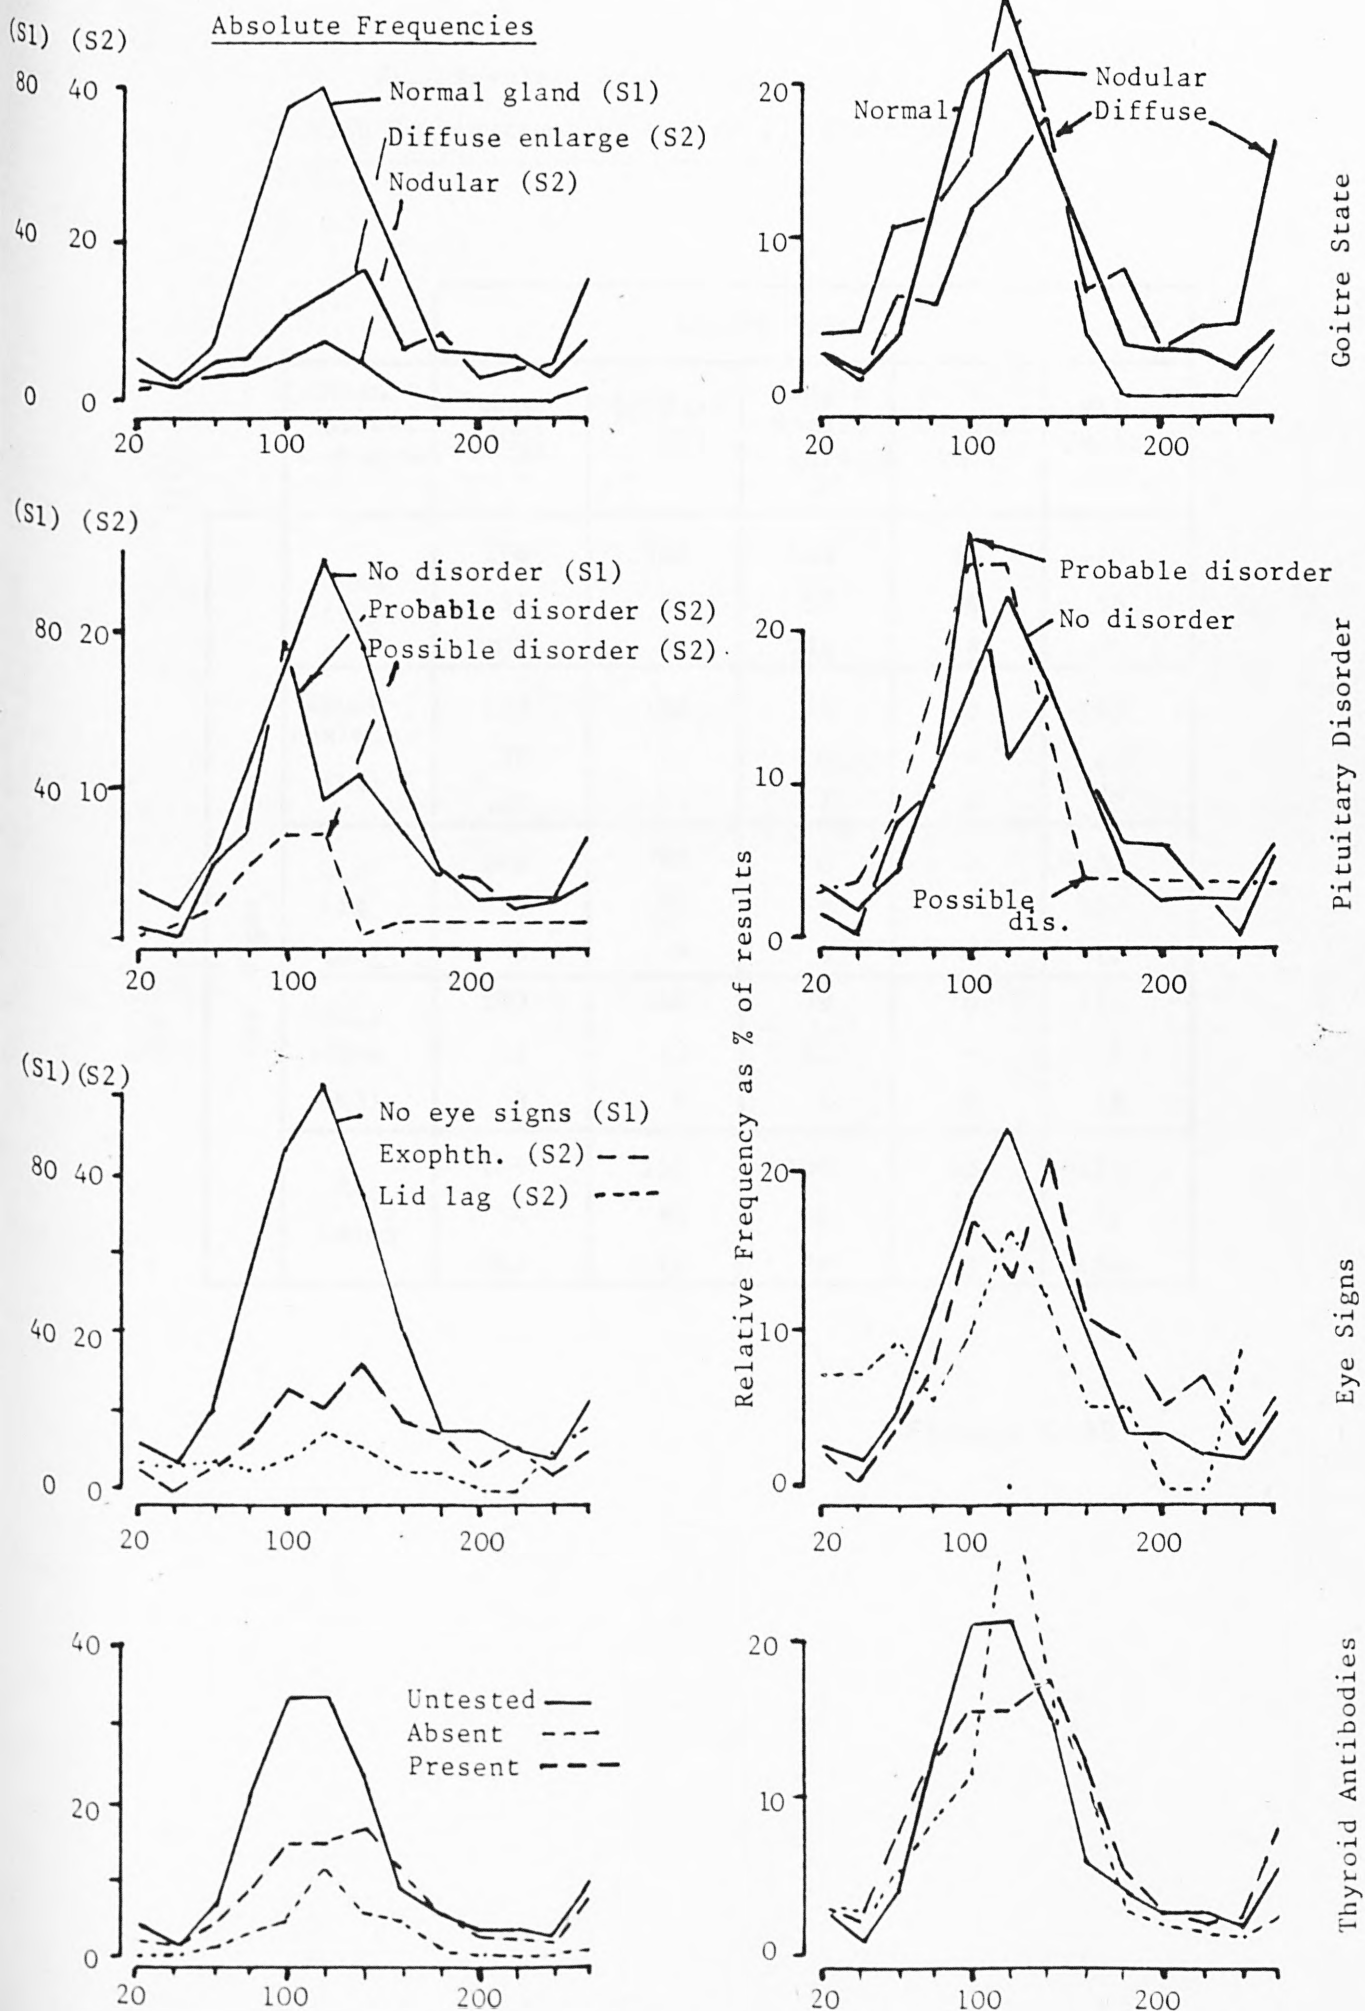 Absolute Frequencies
(S1) (S2)
80 40
40 20
0 0
Normal gland (S1)
Diffuse enlarge (S2)
Nodular (S2)
20 100 200
20
10
0
Normal
Nodular
Diffuse
20 100 200
Goitre State
(S1) (S2)
80 20
40 10
No disorder (S1)
Probable disorder (S2)
Possible disorder (S2)
20 100 200
20
10
0
Probable disorder
No disorder
Possible
dis.
20 100 200
Pituitary Disorder
Relative Frequency as % of results
(S1) (S2)
80 40
40 20
0 0
No eye signs (S1)
Exophth. (S2)
Lid lag (S2)
20 100 200
20
10
0
20 100 200
Eye Signs
40
20
0
Untested
Absent
Present
20 100 200
20
10
0
20 100 200
Thyroid Antibodies